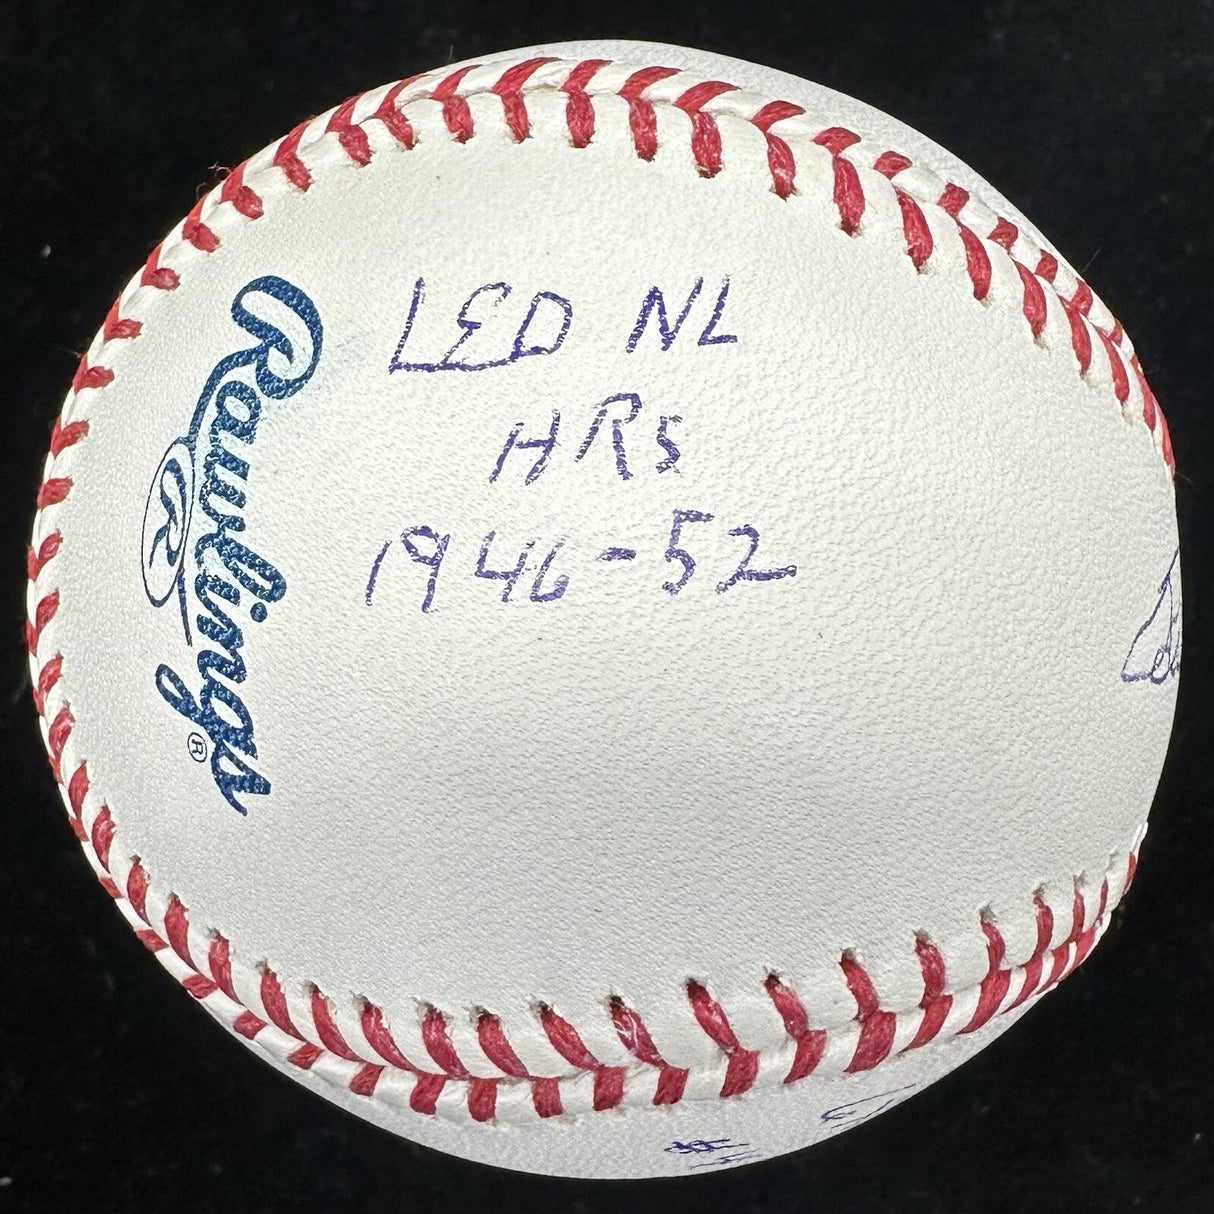 LED NL
HRs
1946-52
Rawlings ®
R